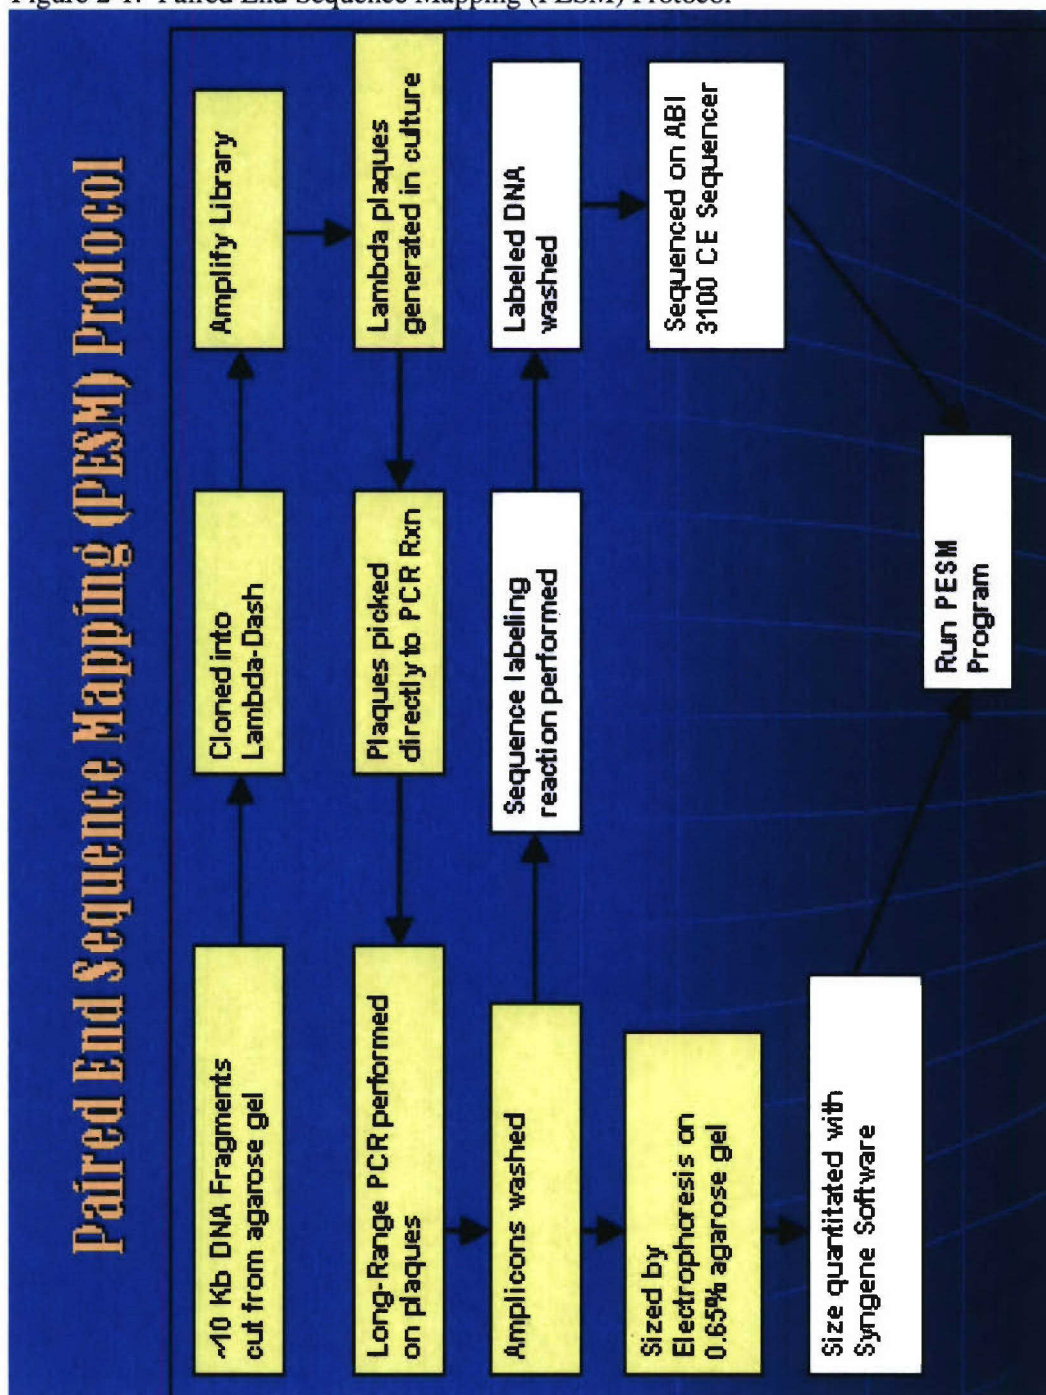 Figure 2-1. Paired End Sequence Mapping (PESM) Protocol
Paired End Sequence Mapping (PESM) Protocol
~10 Kb DNA Fragments
cut from agarose gel
Cloned into
Lambda-Dash
Amplify Library
Lambda plaques
generated in culture
Plaques picked
directly to PCR Rxn
Long-Range PCR performed
on plaques
Amplicons washed
Sequence labeling
reaction performed
Labeled DNA
washed
Sequenced on ABI
3100 CE Sequencer
Sized by
Electrophoresis on
0.65% agarose gel
Size quantitated with
Syngene Software
Run PESM
Program